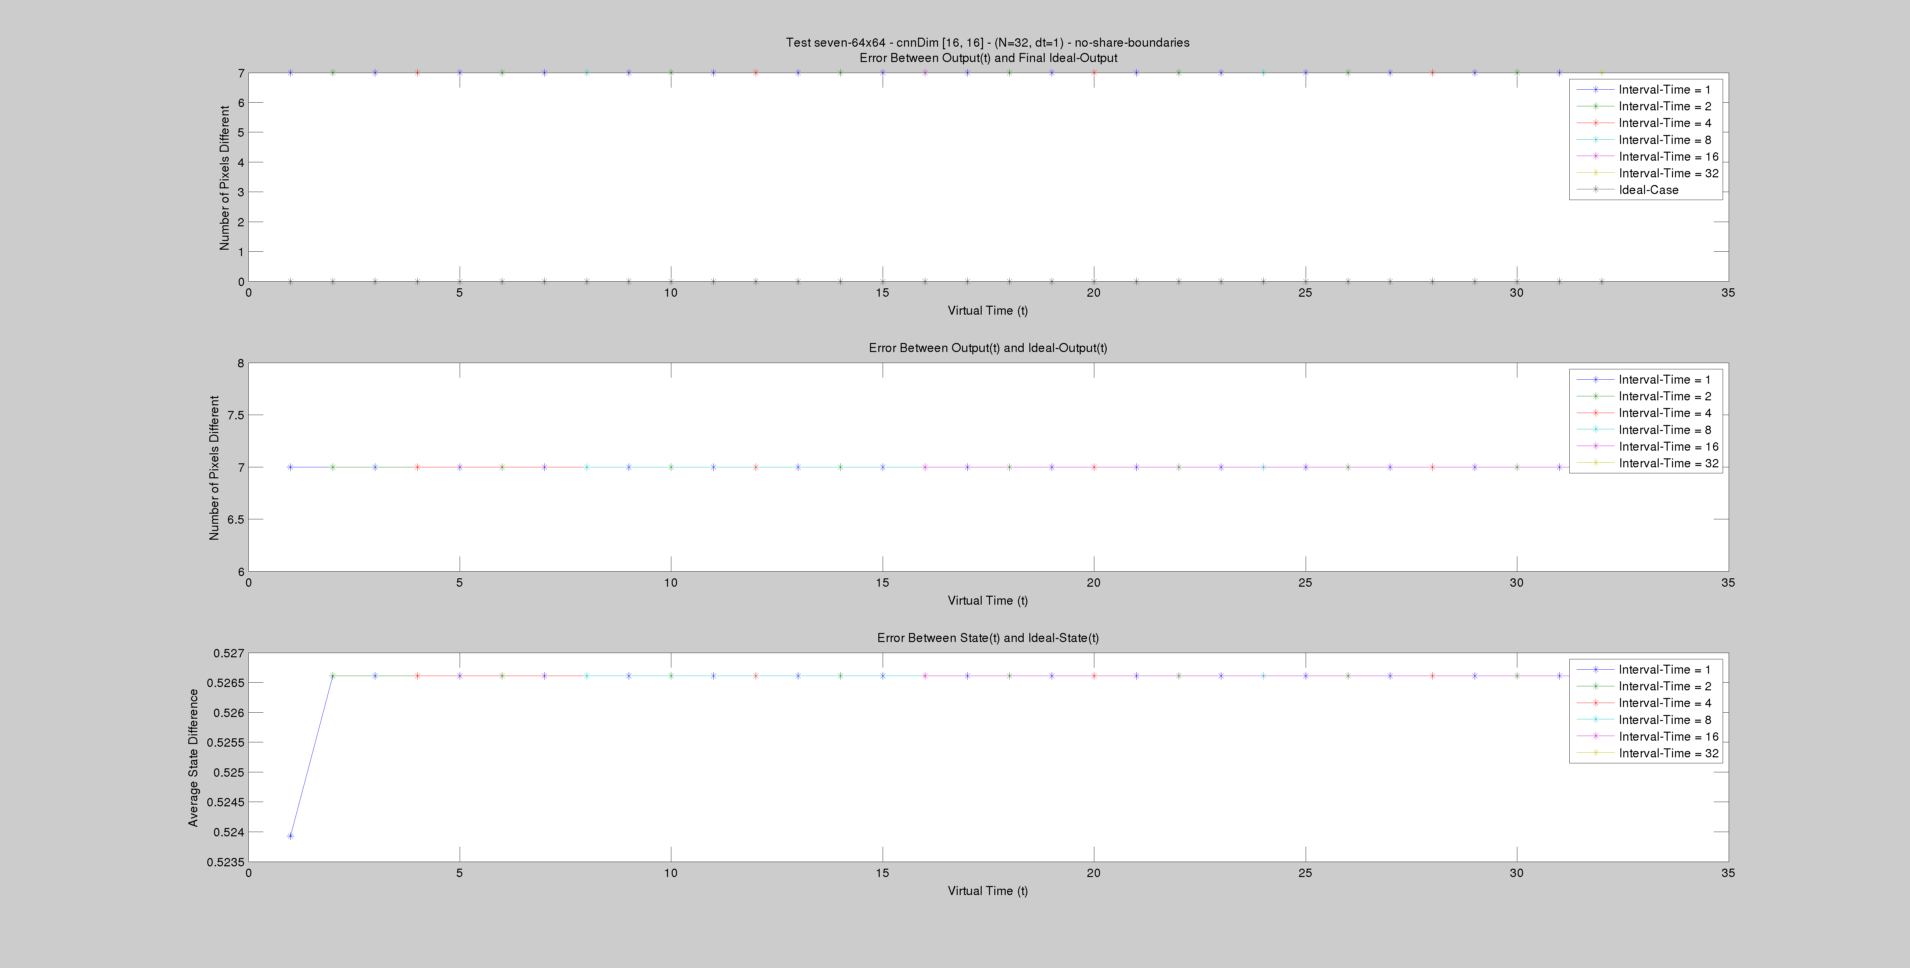 Test seven-64x64 - cnnDim [16, 16] - (N=32, dt=1) - no-share-boundaries
Error Between Output(t) and Final Ideal-Output
Number of Pixels Different
7
6
5
4
3
2
1
0
0 5 10 15 20 25 30 35
Virtual Time (t)
Interval-Time = 1
Interval-Time = 2
Interval-Time = 4
Interval-Time = 8
Interval-Time = 16
Interval-Time = 32
Ideal-Case
Error Between Output(t) and Ideal-Output(t)
Number of Pixels Different
8
7.5
7
6.5
6
0 5 10 15 20 25 30 35
Virtual Time (t)
Interval-Time = 1
Interval-Time = 2
Interval-Time = 4
Interval-Time = 8
Interval-Time = 16
Interval-Time = 32
Error Between State(t) and Ideal-State(t)
Average State Difference
0.527
0.5265
0.526
0.5255
0.525
0.5245
0.524
0.5235
0 5 10 15 20 25 30 35
Virtual Time (t)
Interval-Time = 1
Interval-Time = 2
Interval-Time = 4
Interval-Time = 8
Interval-Time = 16
Interval-Time = 32